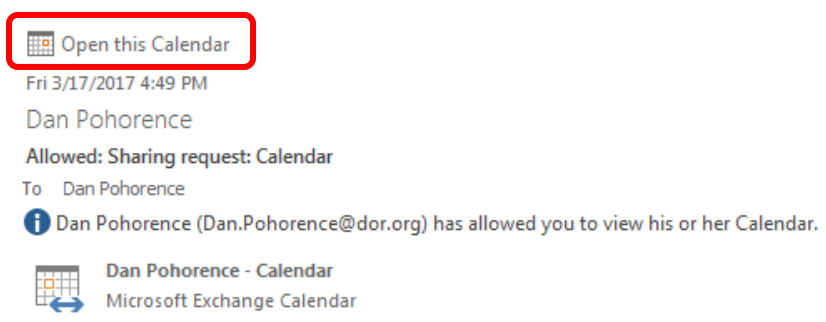 Open this Calendar
Fri 3/17/2017 4:49 PM
Dan Pohorence
Allowed: Sharing request: Calendar
To Dan Pohorence
Dan Pohorence (Dan.Pohorence@dor.org) has allowed you to view his or her Calendar.
Dan Pohorence - Calendar
Microsoft Exchange Calendar